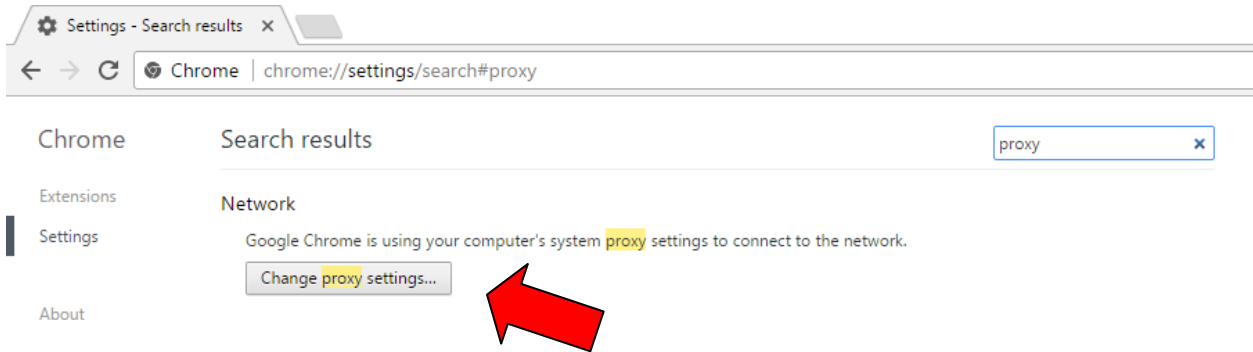 Settings - Search results
Chrome | chrome://settings/search#proxy
Chrome
Search results
proxy
Extensions
Network
Settings
Google Chrome is using your computer's system proxy settings to connect to the network.
Change proxy settings...
About